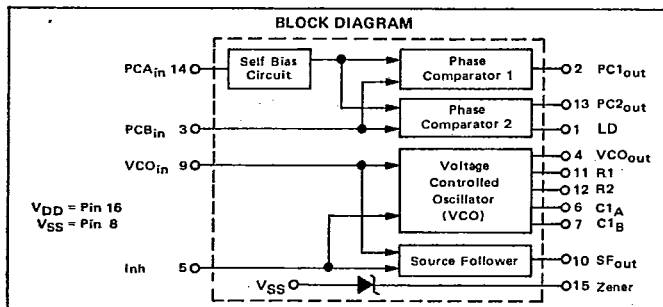 BLOCK DIAGRAM
PCAin 14
Self Bias
Circuit
Phase
Comparator 1
2 PC1out
PCBin 3
Phase
Comparator 2
13 PC2out
1 LD
VCOin 9
Voltage
Controlled
Oscillator
(VCO)
4 VCOout
11 R1
12 R2
6 C1A
7 C1B
VDD = Pin 16
VSS = Pin 8
Inh 5
Source Follower
10 SFout
VSS
15 Zener